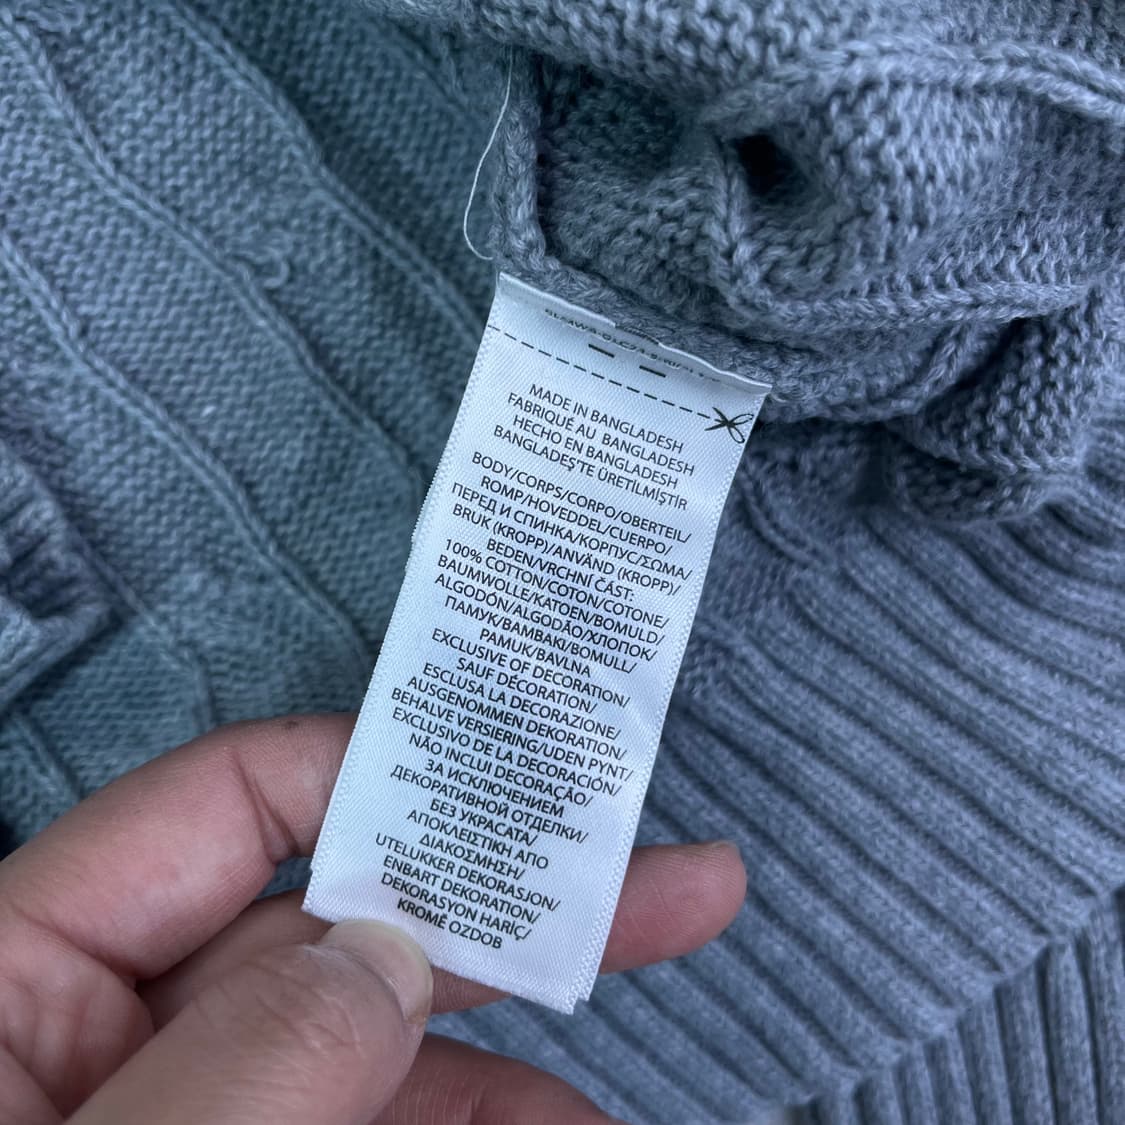 MADE IN BANGLADESH
FABRIQUÉ AU BANGLADESH
HECHO EN BANGLADESH
BANGLADEŞ'TE ÜRETİLMİŞTİR
BODY/CORPS/CORPO/OBERTEIL/
ROMP/HOVEDDEL/CUERPO/
ПЕРЕД И СПИНКА/КОРПУС/ΣΩΜΑ/
BRUK (KROPP)/ANVÄND (KROPP)/
BEDEN/VRCHNÍ ČÁST:
100% COTTON/COTON/COTONE/
BAUMWOLLE/KATOEN/BOMULD/
ALGODÓN/ALGODÃO/ХЛОПОК/
ПАМУК/ΒΑΜΒΑΚΙ/BOMULL/
PAMUK/BAVLNA
EXCLUSIVE OF DECORATION/
SAUF DÉCORATION/
ESCLUSA LA DECORAZIONE/
AUSGENOMMEN DEKORATION/
BEHALVE VERSIERING/UDEN PYNT/
EXCLUSIVO DE LA DECORACIÓN/
NÃO INCLUI DECORAÇÃO/
ЗА ИСКЛЮЧЕНИЕМ
ДЕКОРАТИВНОЙ ОТДЕЛКИ/
БЕЗ УКРАСАТА/
ΑΠΟΚΛΕΙΣΤΙΚΗ ΑΠΟ
ΔΙΑΚΟΣΜΗΣΗ/
UTELUKKER DEKORASJON/
ENBART DEKORATION/
DEKORASYON HARİÇ/
KROMĚ OZDOB